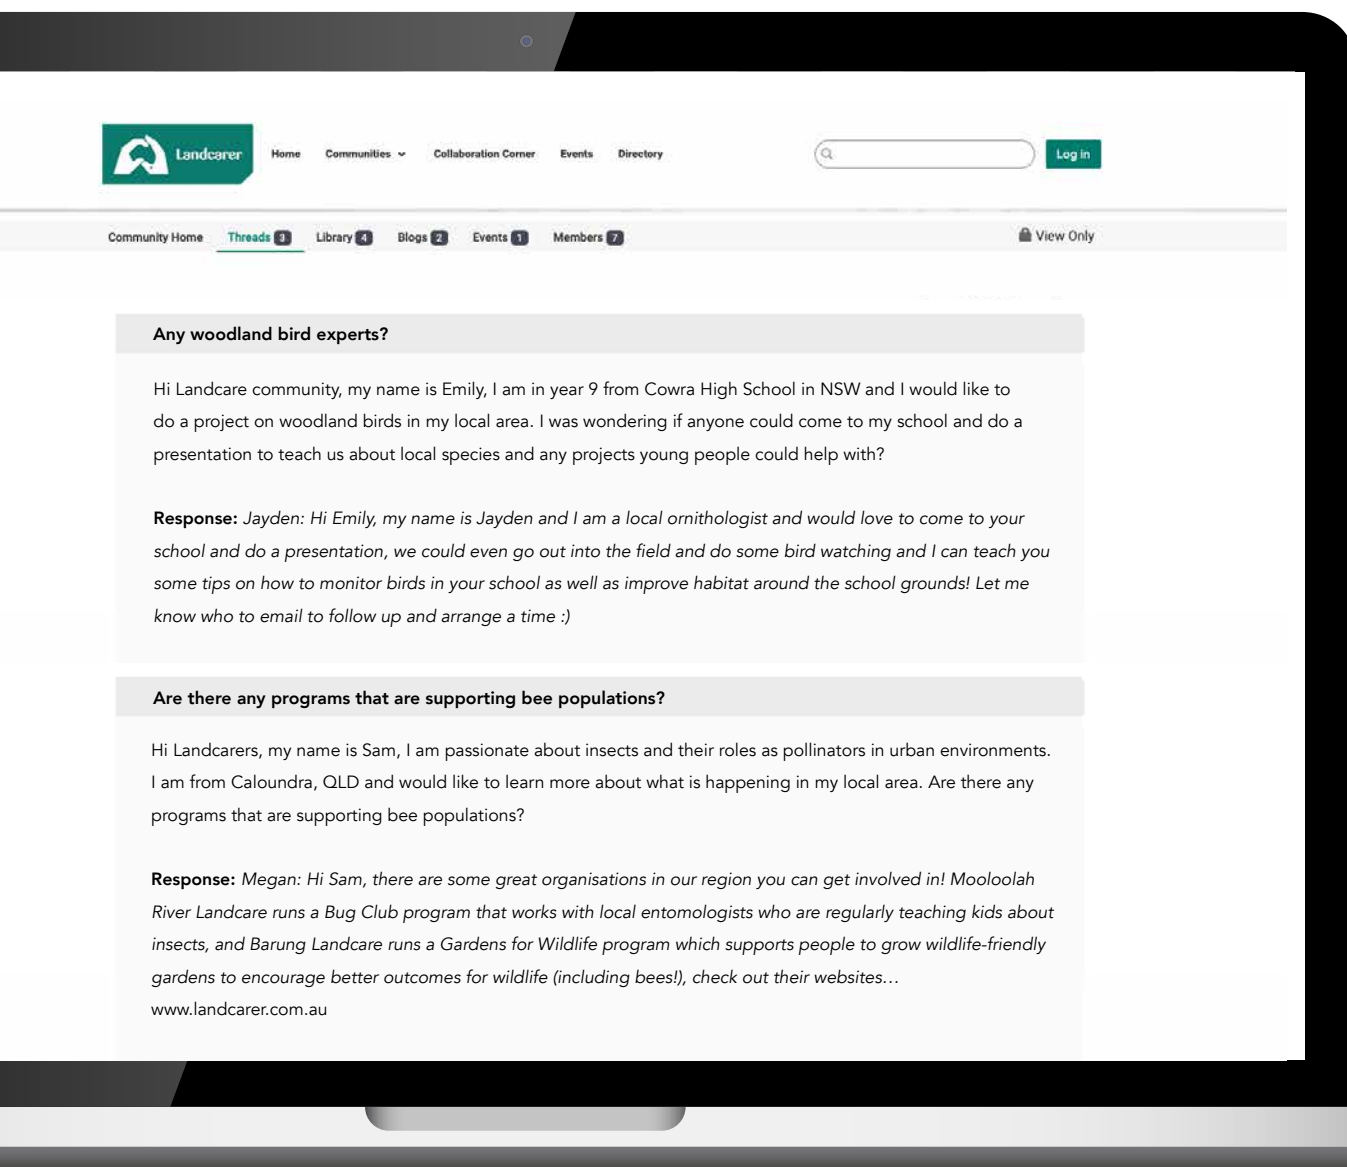 Landcarer
Home Communities Collaboration Corner Events Directory
Log in
Community Home Threads 3 Library 4 Blogs 2 Events 1 Members 7
View Only
Any woodland bird experts?
Hi Landcare community, my name is Emily, I am in year 9 from Cowra High School in NSW and I would like to
do a project on woodland birds in my local area. I was wondering if anyone could come to my school and do a
presentation to teach us about local species and any projects young people could help with?
Response: Jayden: Hi Emily, my name is Jayden and I am a local ornithologist and would love to come to your
school and do a presentation, we could even go out into the field and do some bird watching and I can teach you
some tips on how to monitor birds in your school as well as improve habitat around the school grounds! Let me
know who to email to follow up and arrange a time :)
Are there any programs that are supporting bee populations?
Hi Landcarers, my name is Sam, I am passionate about insects and their roles as pollinators in urban environments.
I am from Caloundra, QLD and would like to learn more about what is happening in my local area. Are there any
programs that are supporting bee populations?
Response: Megan: Hi Sam, there are some great organisations in our region you can get involved in! Mooloolah
River Landcare runs a Bug Club program that works with local entomologists who are regularly teaching kids about
insects, and Barung Landcare runs a Gardens for Wildlife program which supports people to grow wildlife-friendly
gardens to encourage better outcomes for wildlife (including bees!), check out their websites…
www.landcarer.com.au